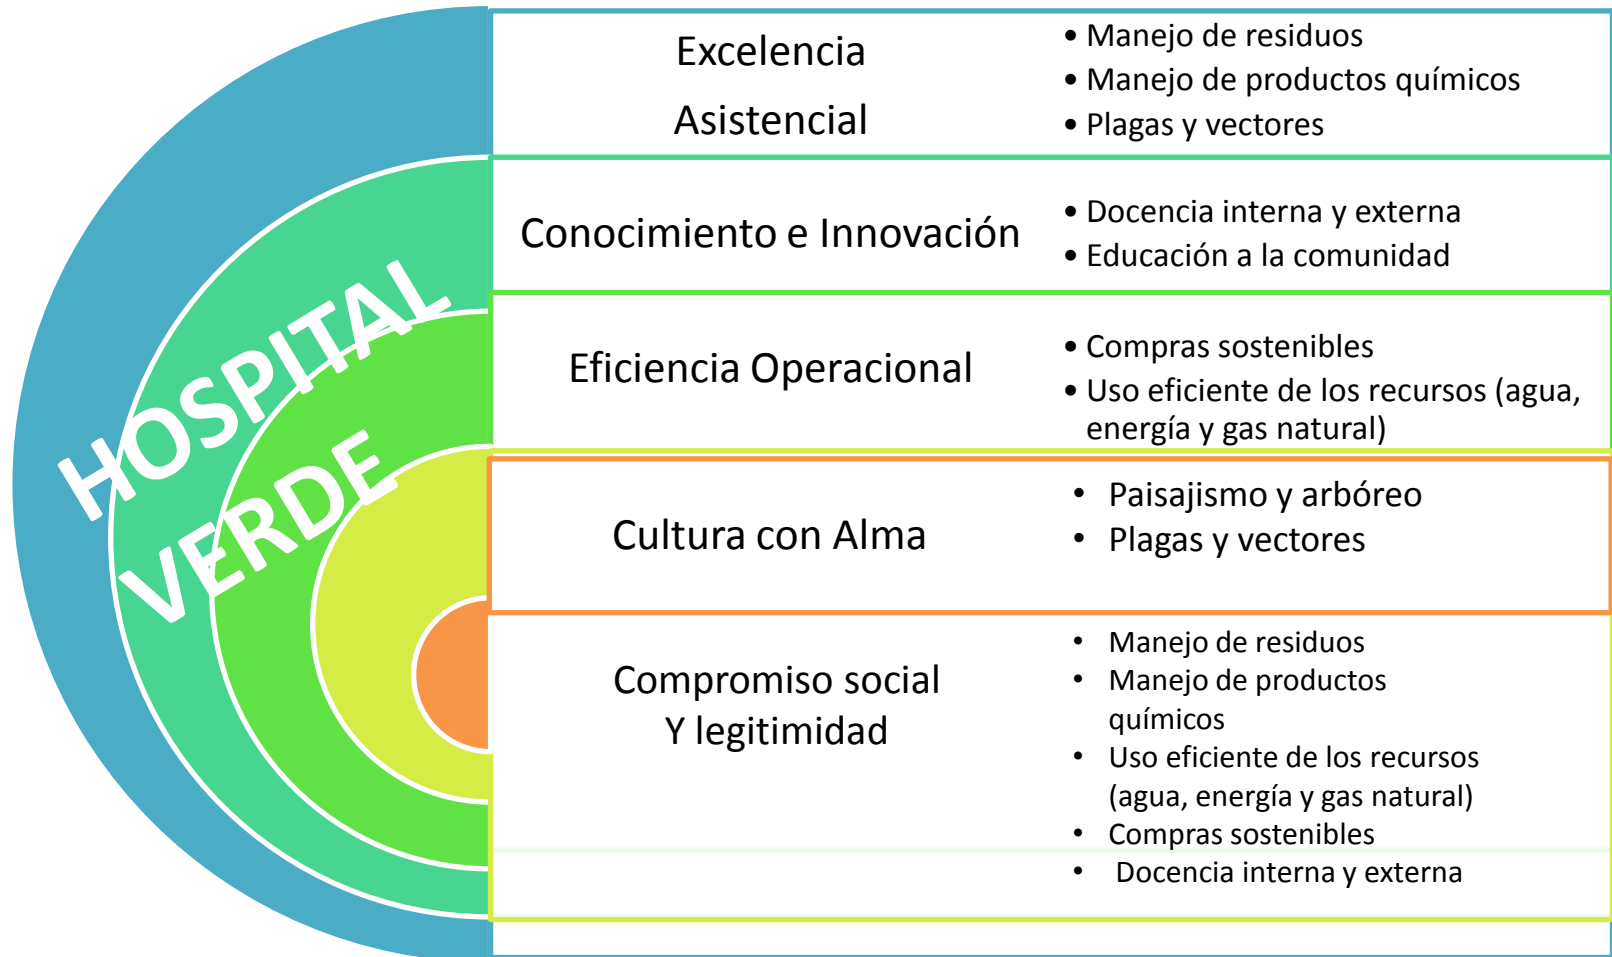 HOSPITAL
VERDE
Excelencia
Asistencial
• Manejo de residuos
• Manejo de productos químicos
• Plagas y vectores
Conocimiento e Innovación
• Docencia interna y externa
• Educación a la comunidad
Eficiencia Operacional
• Compras sostenibles
• Uso eficiente de los recursos (agua,
energía y gas natural)
Cultura con Alma
• Paisajismo y arbóreo
• Plagas y vectores
Compromiso social
Y legitimidad
• Manejo de residuos
• Manejo de productos
químicos
• Uso eficiente de los recursos
(agua, energía y gas natural)
• Compras sostenibles
• Docencia interna y externa